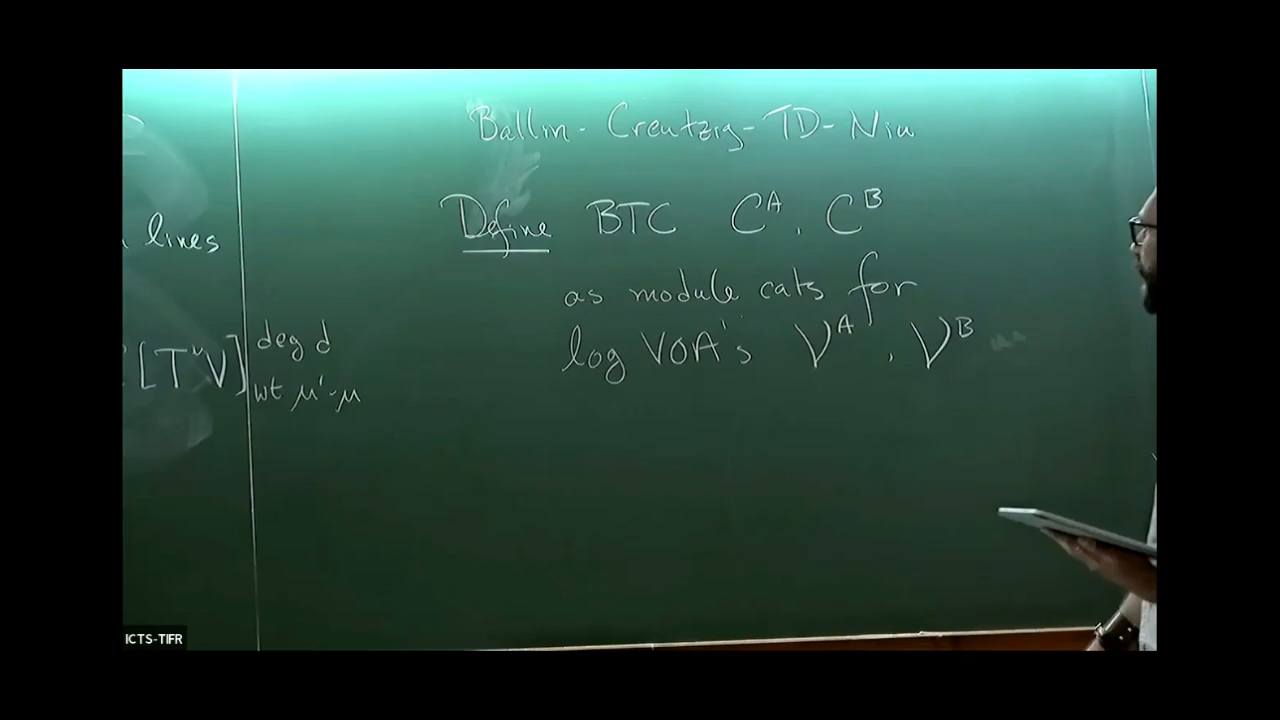 Ballin - Creutzig - TD - Niu
Define BTC C^A, C^B
as module cats for
log VOA's V^A, V^B
lines
[T^*V] deg d
wt μ'-μ
ICTS-TIFR